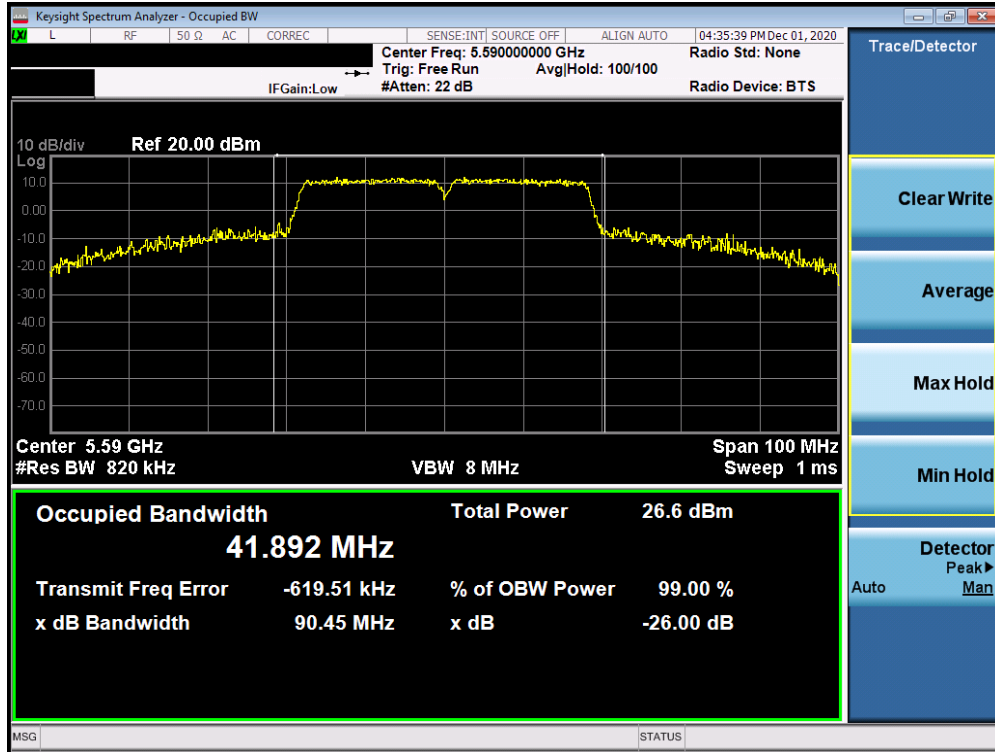 Keysight Spectrum Analyzer - Occupied BW
LXI L RF 50 Ω AC CORREC SENSE:INT SOURCE OFF ALIGN AUTO 04:35:39 PM Dec 01, 2020
Center Freq: 5.590000000 GHz Radio Std: None
Trig: Free Run Avg|Hold: 100/100
IFGain:Low #Atten: 22 dB Radio Device: BTS
10 dB/div Ref 20.00 dBm
Log
10.0
0.00
-10.0
-20.0
-30.0
-40.0
-50.0
-60.0
-70.0
Center 5.59 GHz Span 100 MHz
#Res BW 820 kHz VBW 8 MHz Sweep 1 ms
Occupied Bandwidth Total Power 26.6 dBm
41.892 MHz
Transmit Freq Error -619.51 kHz % of OBW Power 99.00 %
x dB Bandwidth 90.45 MHz x dB -26.00 dB
MSG STATUS
Trace/Detector
Clear Write
Average
Max Hold
Min Hold
Detector
Peak▶
Auto Man